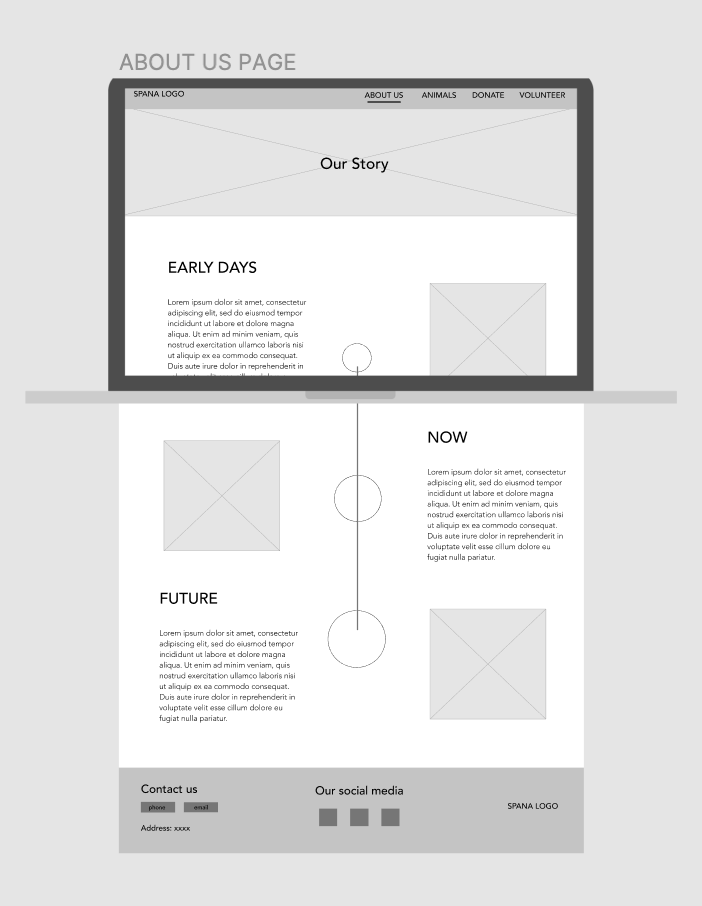 ABOUT US PAGE
SPANA LOGO
ABOUT US
ANIMALS
DONATE
VOLUNTEER
Our Story
EARLY DAYS
Lorem ipsum dolor sit amet, consectetur
adipiscing elit, sed do eiusmod tempor
incididunt ut labore et dolore magna
aliqua. Ut enim ad minim veniam, quis
nostrud exercitation ullamco laboris nisi
ut aliquip ex ea commodo consequat.
Duis aute irure dolor in reprehenderit in
NOW
Lorem ipsum dolor sit amet, consectetur
adipiscing elit, sed do eiusmod tempor
incididunt ut labore et dolore magna
aliqua. Ut enim ad minim veniam, quis
nostrud exercitation ullamco laboris nisi
ut aliquip ex ea commodo consequat.
Duis aute irure dolor in reprehenderit in
voluptate velit esse cillum dolore eu
fugiat nulla pariatur.
FUTURE
Lorem ipsum dolor sit amet, consectetur
adipiscing elit, sed do eiusmod tempor
incididunt ut labore et dolore magna
aliqua. Ut enim ad minim veniam, quis
nostrud exercitation ullamco laboris nisi
ut aliquip ex ea commodo consequat.
Duis aute irure dolor in reprehenderit in
voluptate velit esse cillum dolore eu
fugiat nulla pariatur.
Contact us
phone
email
Address: xxxx
Our social media
SPANA LOGO